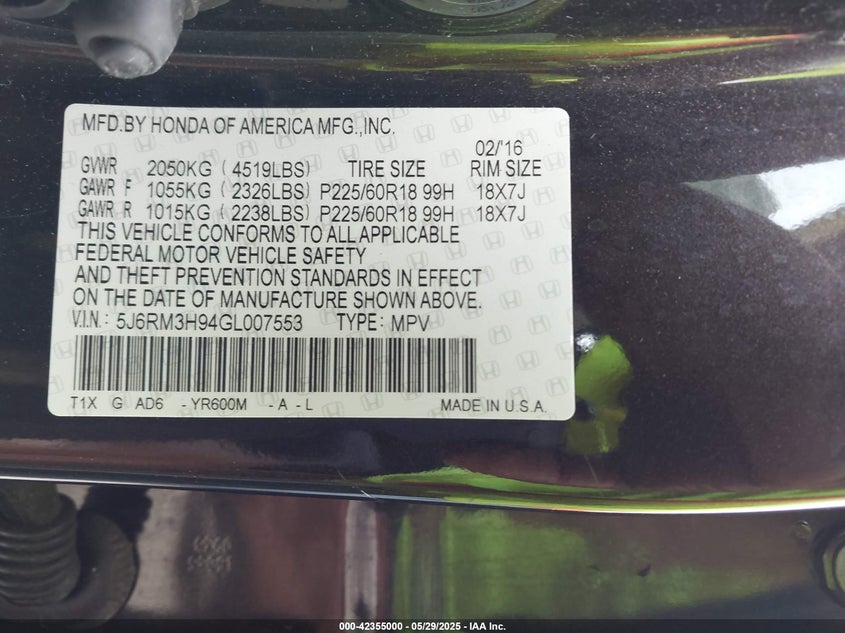 MFD.BY HONDA OF AMERICA MFG.,INC.
02/'16
GVWR 2050KG ( 4519LBS) TIRE SIZE RIM SIZE
GAWR F 1055KG ( 2326LBS) P225/60R18 99H 18X7J
GAWR R 1015KG ( 2238LBS) P225/60R18 99H 18X7J
THIS VEHICLE CONFORMS TO ALL APPLICABLE
FEDERAL MOTOR VEHICLE SAFETY
AND THEFT PREVENTION STANDARDS IN EFFECT
ON THE DATE OF MANUFACTURE SHOWN ABOVE.
V.I.N.: 5J6RM3H94GL007553 TYPE: MPV
T1X G AD6 -YR600M -A -L MADE IN U.S.A.
000-42355000 - 05/29/2025 - IAA Inc.